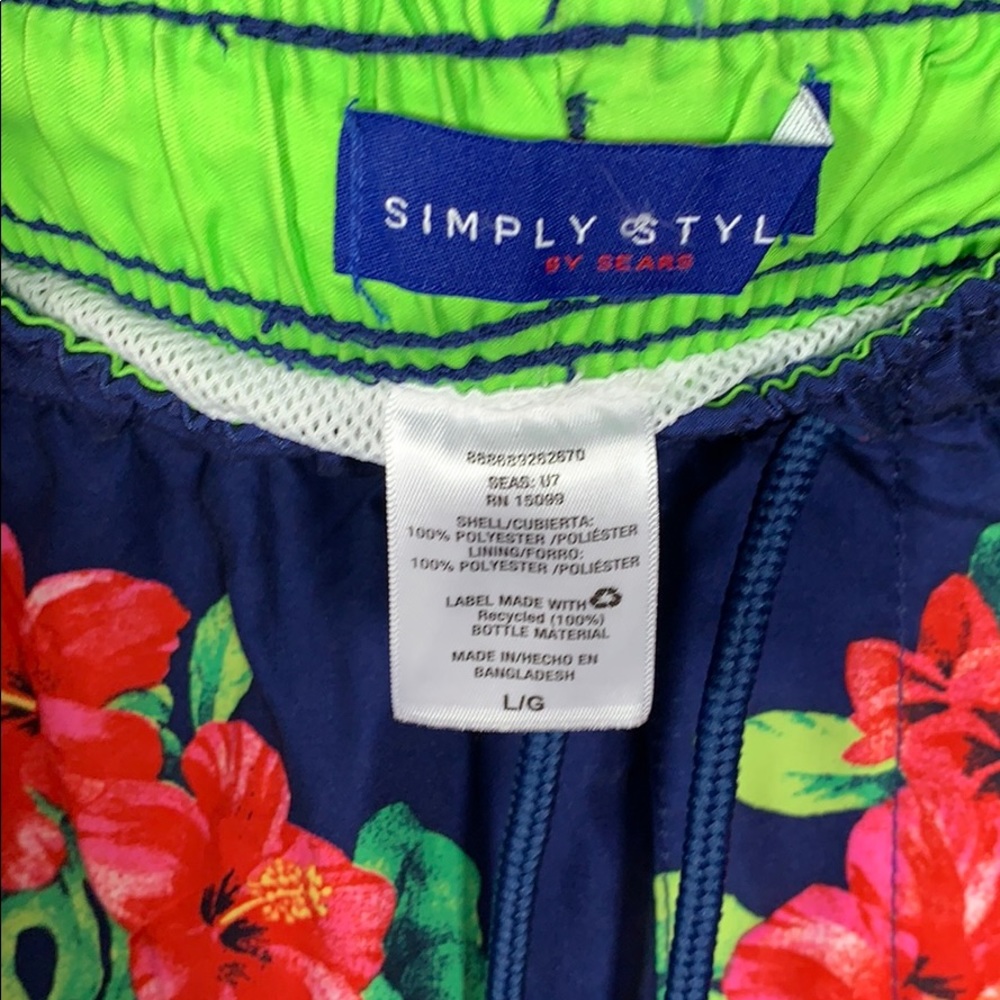 SIMPLY & STYL
BY SEARS
888689282670
SEAS: U7
RN 15099
SHELL/CUBIERTA:
100% POLYESTER /POLIÉSTER
LINING/FORRO:
100% POLYESTER /POLIÉSTER
LABEL MADE WITH
Recycled (100%)
BOTTLE MATERIAL
MADE IN/HECHO EN
BANGLADESH
L/G